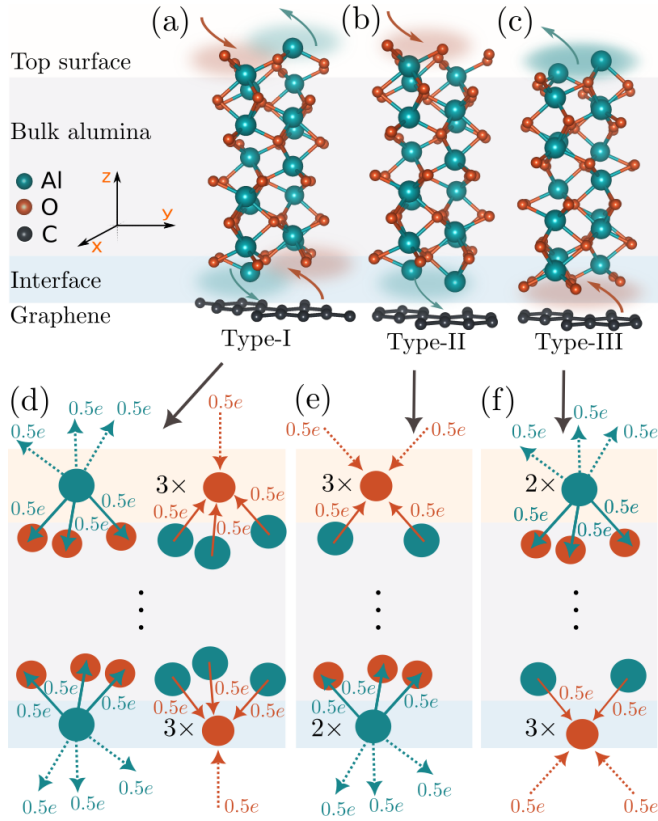 (a) (b) (c)
Top surface
Bulk alumina
Al
O
C
z
y
x
Interface
Graphene
Type-I Type-II Type-III
(d) (e) (f)
0.5e 0.5e 0.5e 0.5e 0.5e 0.5e 0.5e 0.5e 0.5e
3× 3× 2×
0.5e 0.5e 0.5e 0.5e 0.5e 0.5e 0.5e 0.5e 0.5e 0.5e 0.5e
0.5e 0.5e 0.5e 0.5e 0.5e 0.5e 0.5e 0.5e 0.5e 0.5e 0.5e
3× 2× 3×
0.5e 0.5e 0.5e 0.5e 0.5e 0.5e 0.5e 0.5e 0.5e